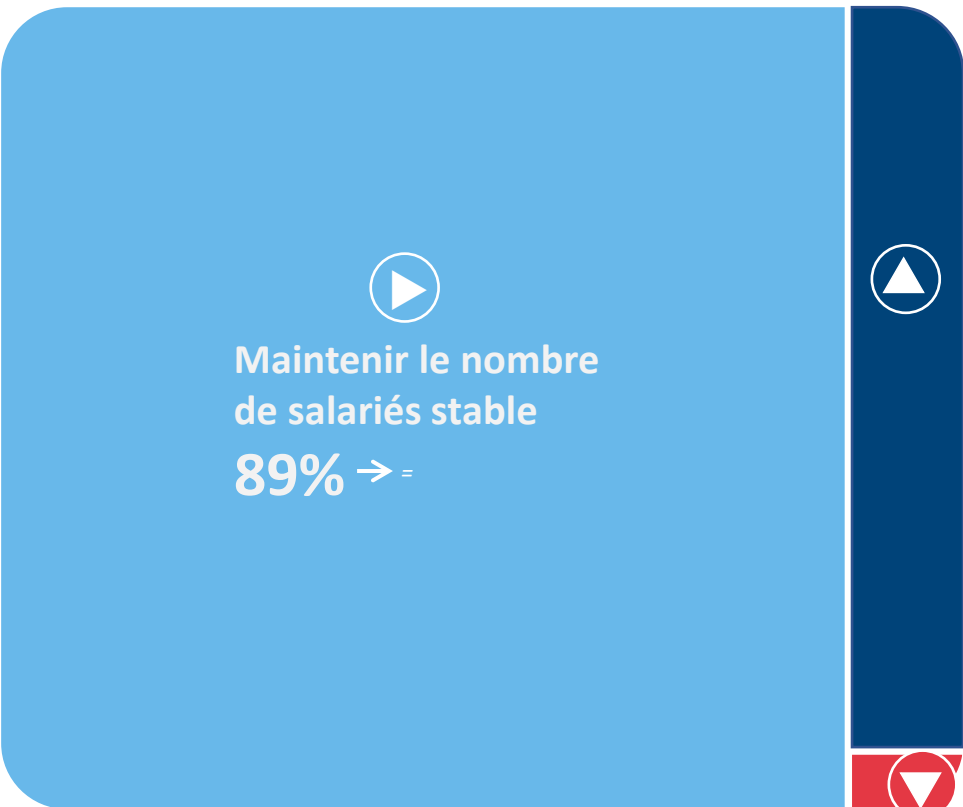 Maintenir le nombre
de salariés stable
89% → =